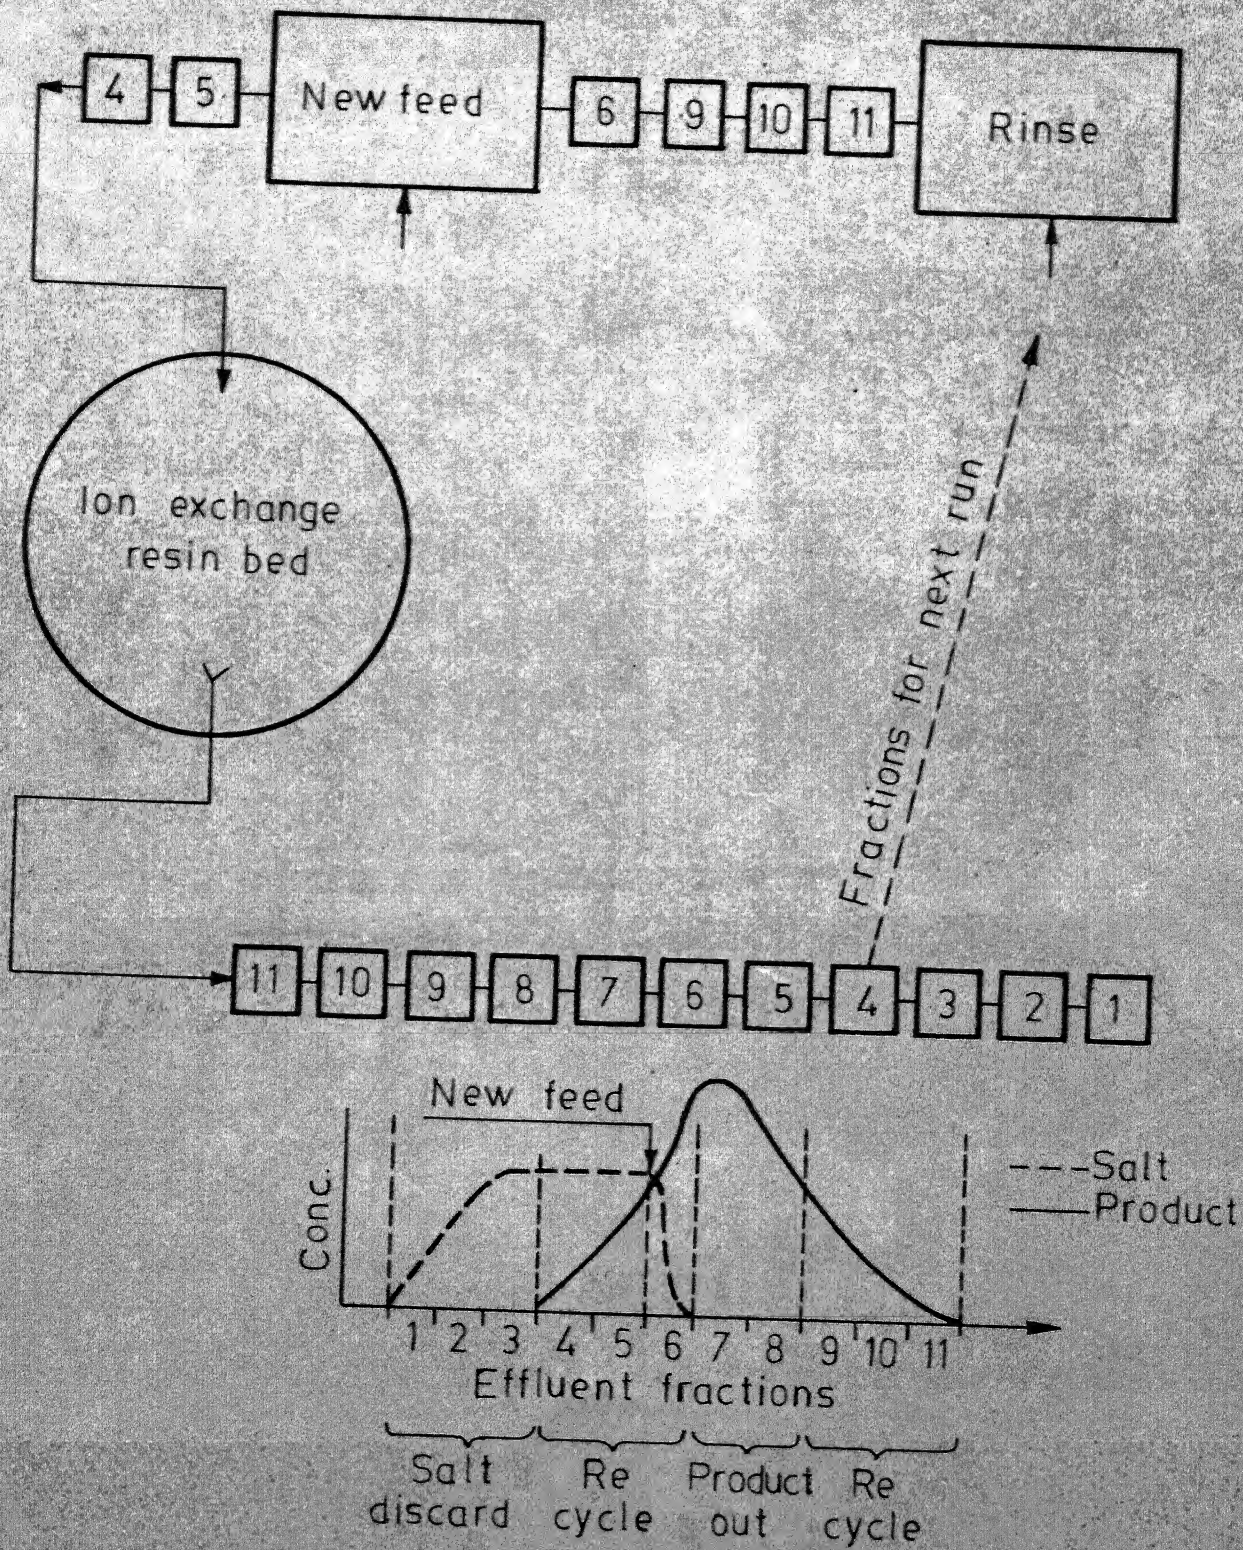 4 5 New feed 6 9 10 11 Rinse
Ion exchange
resin bed
Fractions for next run
11 10 9 8 7 6 5 4 3 2 1
New feed
Conc.
---Salt
Product
1 2 3 4 5 6 7 8 9 10 11
Effluent fractions
Salt
discard
Re
cycle
Product
out
Re
cycle